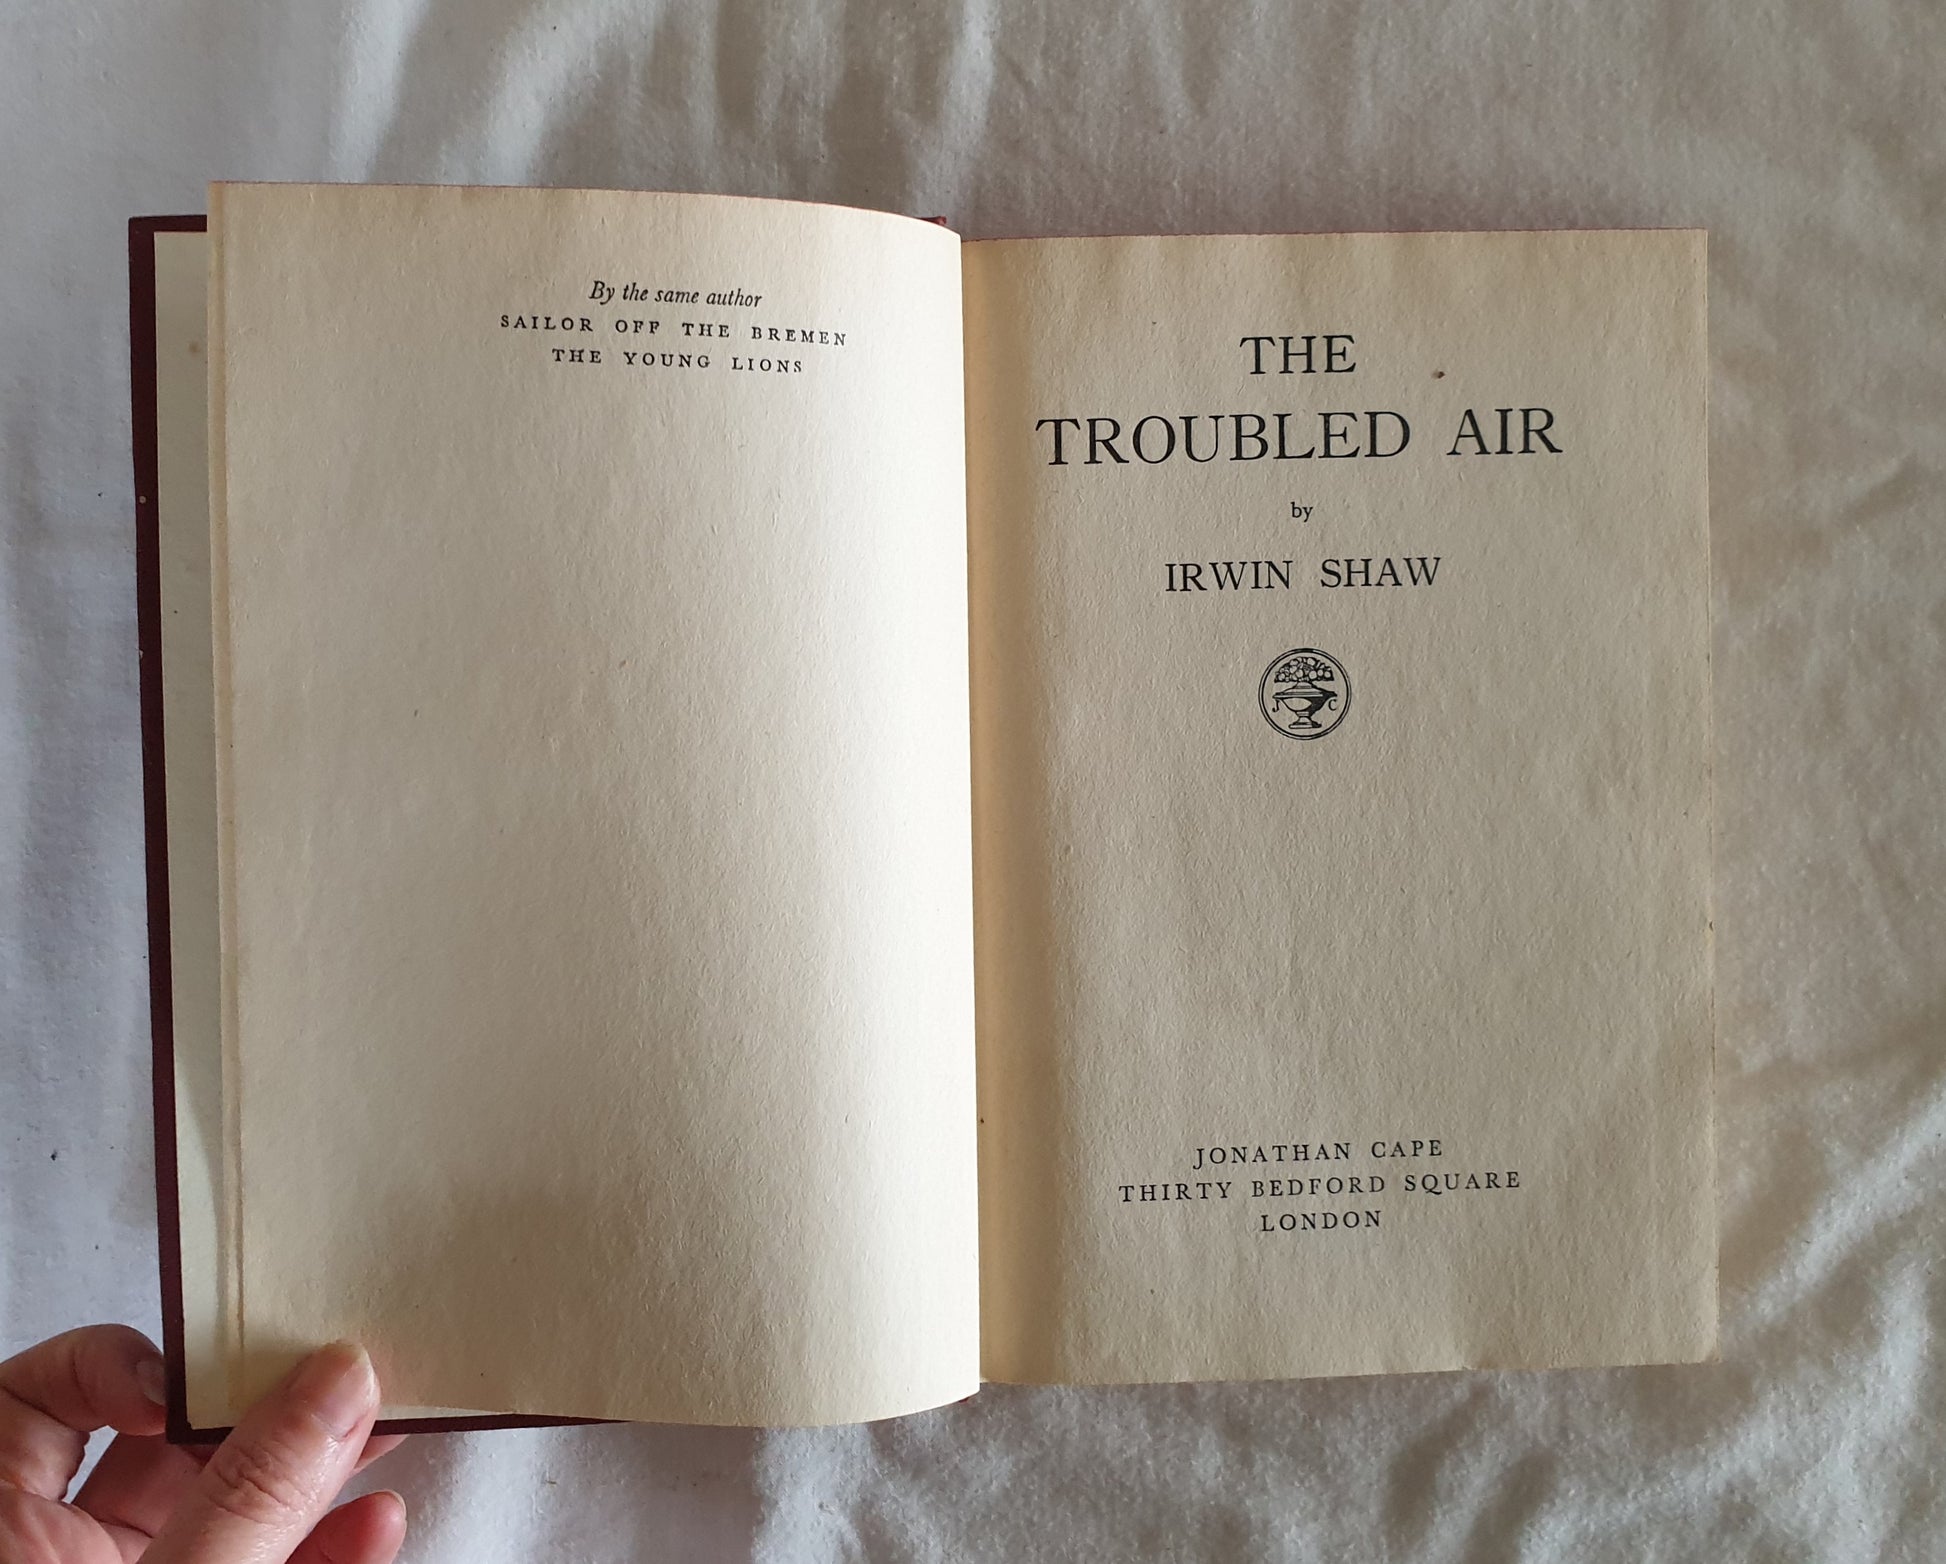 By the same author
SAILOR OFF THE BREMEN
THE YOUNG LIONS
THE
TROUBLED AIR
by
IRWIN SHAW
J C
JONATHAN CAPE
THIRTY BEDFORD SQUARE
LONDON